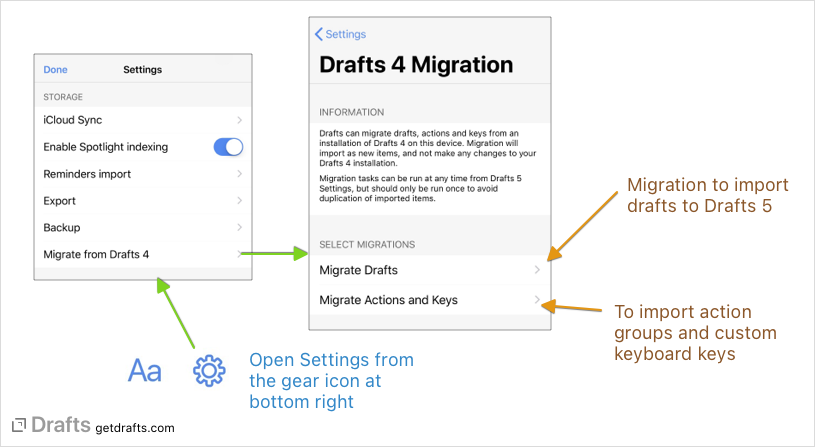 Done Settings
STORAGE
iCloud Sync
Enable Spotlight indexing
Reminders import
Export
Backup
Migrate from Drafts 4
Settings
Drafts 4 Migration
INFORMATION
Drafts can migrate drafts, actions and keys from an
installation of Drafts 4 on this device. Migration will
import as new items, and not make any changes to your
Drafts 4 installation.
Migration tasks can be run at any time from Drafts 5
Settings, but should only be run once to avoid
duplication of imported items.
SELECT MIGRATIONS
Migrate Drafts
Migrate Actions and Keys
Migration to import
drafts to Drafts 5
To import action
groups and custom
keyboard keys
Aa
Open Settings from
the gear icon at
bottom right
Drafts getdrafts.com